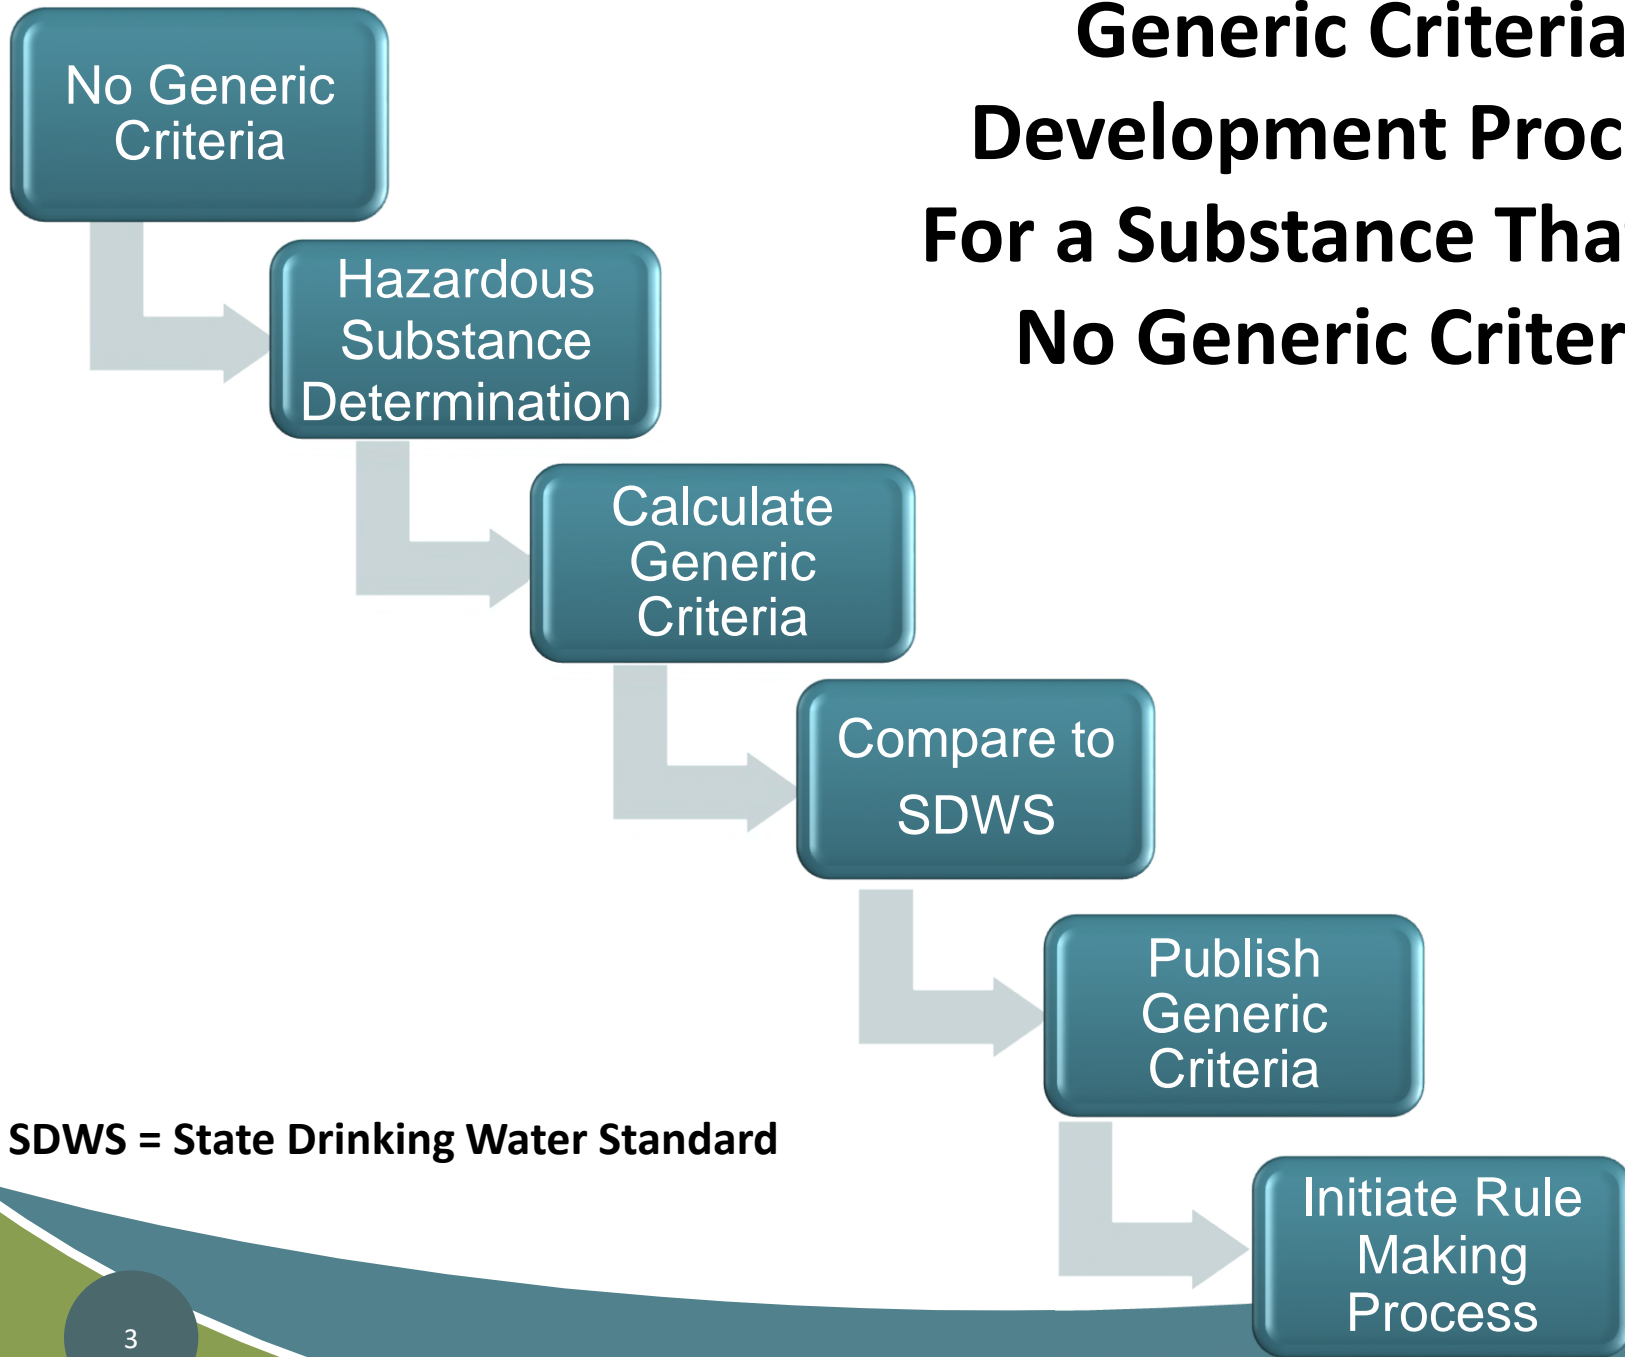 Generic Criteria
Development Proc
For a Substance Tha
No Generic Criter
No Generic
Criteria
Hazardous
Substance
Determination
Calculate
Generic
Criteria
Compare to
SDWS
Publish
Generic
Criteria
Initiate Rule
Making
Process
SDWS = State Drinking Water Standard
3